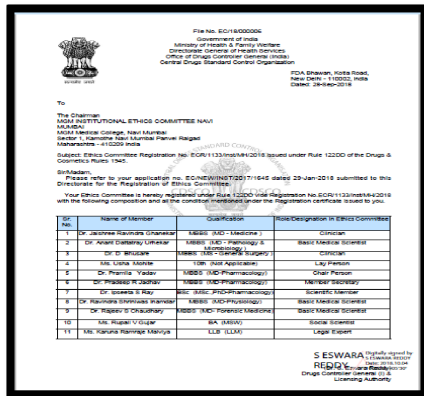 File No. EC/18/000006
Government of India
Ministry of Health & Family Welfare
Directorate General of Health Services
Office of Drugs Controller General (India)
Central Drugs Standard Control Organization
FDA Bhawan, Kotla Road,
New Delhi - 110002, India
Dated: 28-Sep-2018
To
The Chairman
MGM INSTITUTIONAL ETHICS COMMITTEE NAVI
MUMBAI
MGM Medical College, Navi Mumbai
Sector 1, Kamothe Navi Mumbai Panvel Raigad
Maharashtra - 410209 India
Subject: Ethics Committee Registration No. ECR/1133/Inst/MH/2018 issued under Rule 122DD of the Drugs &
Cosmetics Rules 1945.
Sir/Madam,
Please refer to your application no. EC/NEW/INST/2017/1645 dated 29-Jan-2018 submitted to this
Directorate for the Registration of Ethics Committee.
Your Ethics Committee is hereby registered under Rule 122DD vide Registration No.ECR/1133/Inst/MH/2018
with the following composition and all the condition mentioned under the Registration certificate issued to you.
Sr. No. Name of Member Qualification Role/Designation in Ethics Committee
1 Dr. Jaishree Ravindra Ghanekar MBBS (MD - Medicine ) Clinician
2 Dr. Anant Dattatray Urhekar MBBS (MD - Pathology & Microbiology ) Basic Medical Scientist
3 Dr. D Bhusare MBBS (MS - General Surgery ) Clinician
4 Ms. Usha Mohite 10th (Not Applicable) Lay Person
5 Dr. Pramila Yadav MBBS (MD-Pharmacology) Chair Person
6 Dr. Pradeep R Jadhav MBBS (MD-Pharmacology) Member Secretary
7 Dr. Ipseeta S Ray BSc (MSc.,PhD-Pharmacology) Scientific Member
8 Dr. Ravindra Shriniwas Inamdar MBBS (MD-Physiology) Basic Medical Scientist
9 Dr. Rajeev S Chaudhary MBBS (MD- Forensic Medicine) Basic Medical Scientist
10 Ms. Rupali V Gujar BA (MSW) Social Scientist
11 Ms. Karuna Ramraje Malviya LLB (LLM) Legal Expert
S ESWARA REDDY
Digitally signed by
S ESWARA REDDY
Drugs Controller General (I) &
Licensing Authority